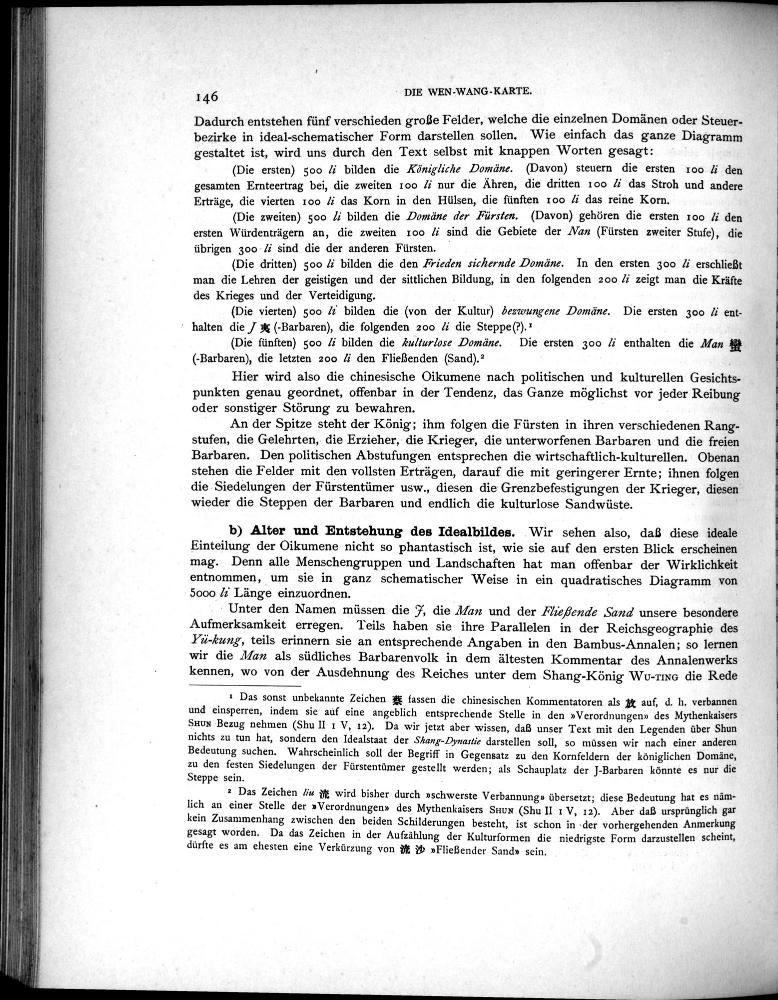 146
DIE WEN-WANG-KARTE.
Dadurch entstehen fünf verschieden große Felder, welche die einzelnen Domänen oder Steuer-
bezirke in ideal-schematischer Form darstellen sollen. Wie einfach das ganze Diagramm
gestaltet ist, wird uns durch den Text selbst mit knappen Worten gesagt:
(Die ersten) 500 li bilden die Königliche Domäne. (Davon) steuern die ersten 100 li den
gesamten Ernteertrag bei, die zweiten 100 li nur die Ähren, die dritten 100 li das Stroh und andere
Erträge, die vierten 100 li das Korn in den Hülsen, die fünften 100 li das reine Korn.
(Die zweiten) 500 li bilden die Domäne der Fürsten. (Davon) gehören die ersten 100 li den
ersten Würdenträgern an, die zweiten 100 li sind die Gebiete der Nan (Fürsten zweiter Stufe), die
übrigen 300 li sind die der anderen Fürsten.
(Die dritten) 500 li bilden die den Frieden sichernde Domäne. In den ersten 300 li erschließt
man die Lehren der geistigen und der sittlichen Bildung, in den folgenden 200 li zeigt man die Kräfte
des Krieges und der Verteidigung.
(Die vierten) 500 li bilden die (von der Kultur) bezwungene Domäne. Die ersten 300 li ent-
halten die J 夷 (-Barbaren), die folgenden 200 li die Steppe(?).¹
(Die fünften) 500 li bilden die kulturlose Domäne. Die ersten 300 li enthalten die Man 蠻
(-Barbaren), die letzten 200 li den Fließenden (Sand).²
Hier wird also die chinesische Oikumene nach politischen und kulturellen Gesichts-
punkten genau geordnet, offenbar in der Tendenz, das Ganze möglichst vor jeder Reibung
oder sonstiger Störung zu bewahren.
An der Spitze steht der König; ihm folgen die Fürsten in ihren verschiedenen Rang-
stufen, die Gelehrten, die Erzieher, die Krieger, die unterworfenen Barbaren und die freien
Barbaren. Den politischen Abstufungen entsprechen die wirtschaftlich-kulturellen. Obenan
stehen die Felder mit den vollsten Erträgen, darauf die mit geringerer Ernte; ihnen folgen
die Siedelungen der Fürstentümer usw., diesen die Grenzbefestigungen der Krieger, diesen
wieder die Steppen der Barbaren und endlich die kulturlose Sandwüste.
b) Alter und Entstehung des Idealbildes. Wir sehen also, daß diese ideale
Einteilung der Oikumene nicht so phantastisch ist, wie sie auf den ersten Blick erscheinen
mag. Denn alle Menschengruppen und Landschaften hat man offenbar der Wirklichkeit
entnommen, um sie in ganz schematischer Weise in ein quadratisches Diagramm von
5000 li Länge einzuordnen.
Unter den Namen müssen die J, die Man und der Fließende Sand unsere besondere
Aufmerksamkeit erregen. Teils haben sie ihre Parallelen in der Reichsgeographie des
Yü-kung, teils erinnern sie an entsprechende Angaben in den Bambus-Annalen; so lernen
wir die Man als südliches Barbarenvolk in dem ältesten Kommentar des Annalenwerks
kennen, wo von der Ausdehnung des Reiches unter dem Shang-König WU-TING die Rede
¹ Das sonst unbekannte Zeichen 蔡 fassen die chinesischen Kommentatoren als 放 auf, d. h. verbannen
und einsperren, indem sie auf eine angeblich entsprechende Stelle in den »Verordnungen» des Mythenkaisers
SHUN Bezug nehmen (Shu II 1 V, 12). Da wir jetzt aber wissen, daß unser Text mit den Legenden über Shun
nichts zu tun hat, sondern den Idealstaat der Shang-Dynastie darstellen soll, so müssen wir nach einer anderen
Bedeutung suchen. Wahrscheinlich soll der Begriff in Gegensatz zu den Kornfeldern der königlichen Domäne,
zu den festen Siedelungen der Fürstentümer gestellt werden; als Schauplatz der J-Barbaren könnte es nur die
Steppe sein.
² Das Zeichen liu 流 wird bisher durch »schwerste Verbannung» übersetzt; diese Bedeutung hat es näm-
lich an einer Stelle der »Verordnungen» des Mythenkaisers SHUN (Shu II 1 V, 12). Aber daß ursprünglich gar
kein Zusammenhang zwischen den beiden Schilderungen besteht, ist schon in der vorhergehenden Anmerkung
gesagt worden. Da das Zeichen in der Aufzählung der Kulturformen die niedrigste Form darzustellen scheint,
dürfte es am ehesten eine Verkürzung von 流 沙 »Fließender Sand» sein.